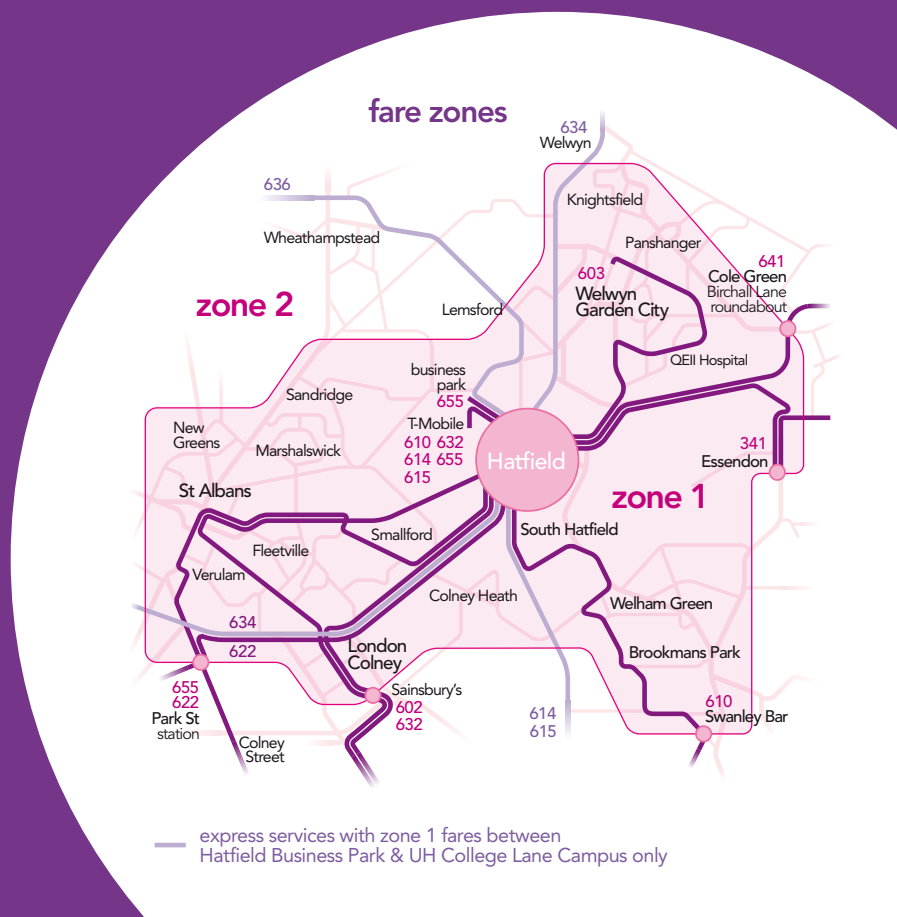 fare zones
634
Welwyn
636
Knightsfield
Wheathampstead
Panshanger
641
603
Cole Green
Birchall Lane
roundabout
Welwyn
Garden City
zone 2
Lemsford
QEII Hospital
business
park
655
Sandridge
T-Mobile
610 632
614 655
615
New
Greens
Marshalswick
341
Essendon
Hatfield
St Albans
zone 1
South Hatfield
Smallford
Fleetville
Verulam
Colney Heath
Welham Green
634
622
London
Colney
Brookmans Park
Sainsbury's
602
632
655
622
Park St
station
610
Swanley Bar
614
615
Colney
Street
express services with zone 1 fares between
Hatfield Business Park & UH College Lane Campus only